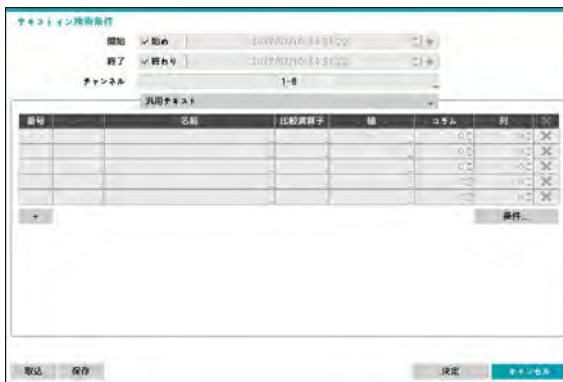 テキストイン検索条件
開始 ✓ 始め 2017/07/10 14:51:22
終了 ✓ 終わり 2017/07/10 14:51:22
チャンネル 1-8
汎用テキスト
番号 名前 比較演算子 値 コラム 列
+ 条件...
取込 保存 決定 キャンセル